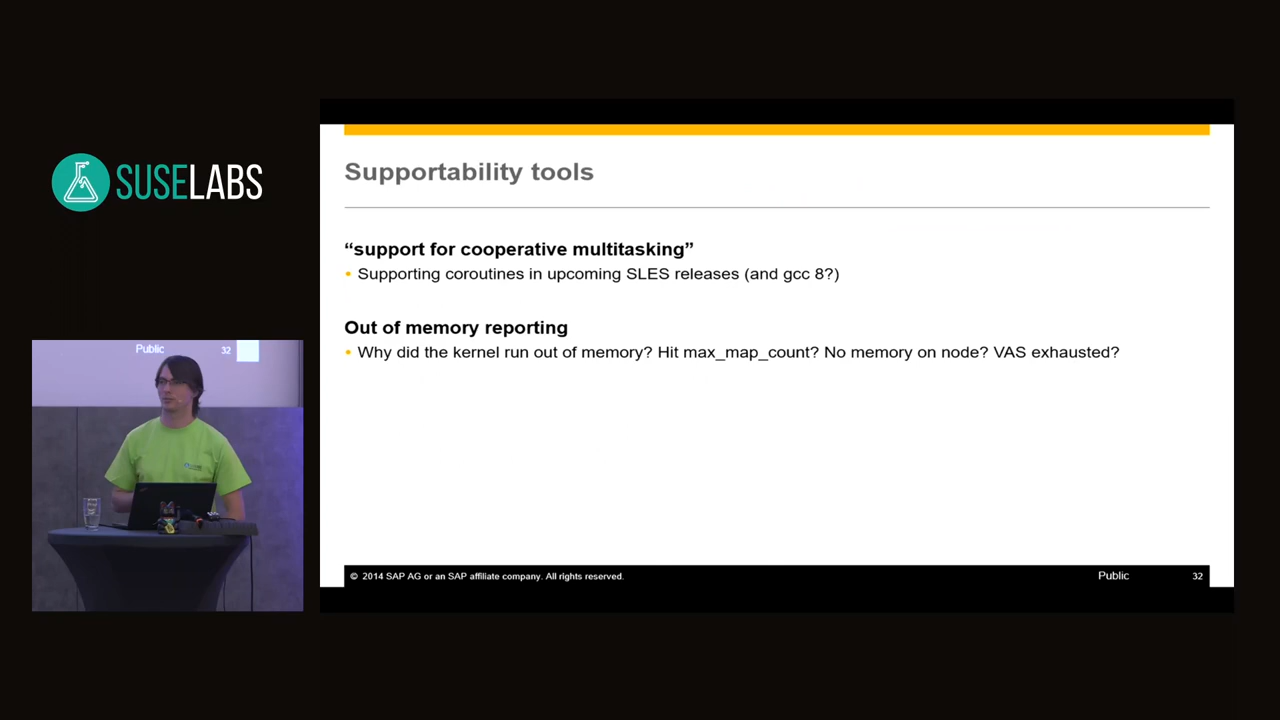 SUSELABS
Supportability tools
“support for cooperative multitasking”
• Supporting coroutines in upcoming SLES releases (and gcc 8?)
Out of memory reporting
• Why did the kernel run out of memory? Hit max_map_count? No memory on node? VAS exhausted?
© 2014 SAP AG or an SAP affiliate company. All rights reserved.
Public
32
Public
32